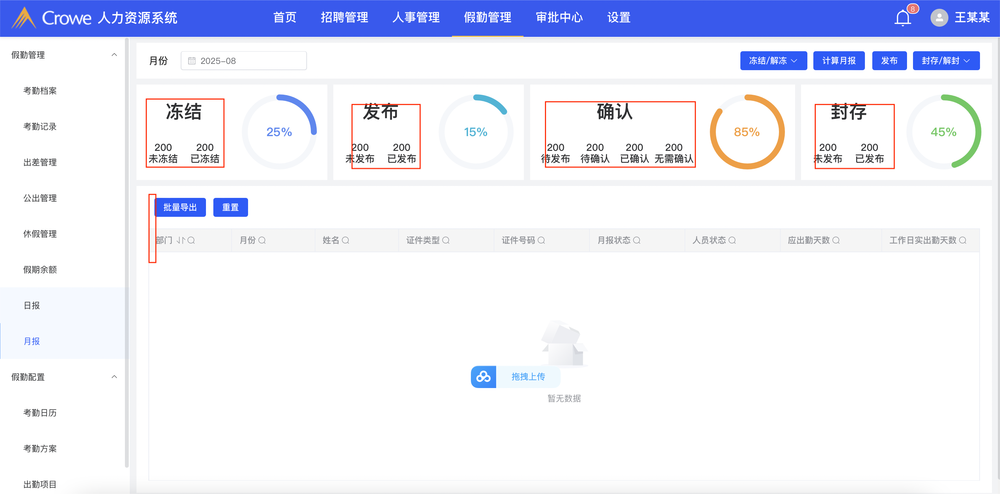 Crowe 人力资源系统 首页 招聘管理 人事管理 假勤管理 审批中心 设置 8 王某某
假勤管理
考勤档案
考勤记录
出差管理
公出管理
休假管理
假期余额
日报
月报
假勤配置
考勤日历
考勤方案
出勤项目
月份 2025-08 冻结/解冻 计算月报 发布 封存/解封
冻结
200 200
未冻结 已冻结
25%
发布
200 200
未发布 已发布
15%
确认
200 200 200 200
待发布 待确认 已确认 无需确认
85%
封存
200 200
未发布 已发布
45%
批量导出 重置
部门 月份 姓名 证件类型 证件号码 月报状态 人员状态 应出勤天数 工作日实出勤天数
拖拽上传
暂无数据